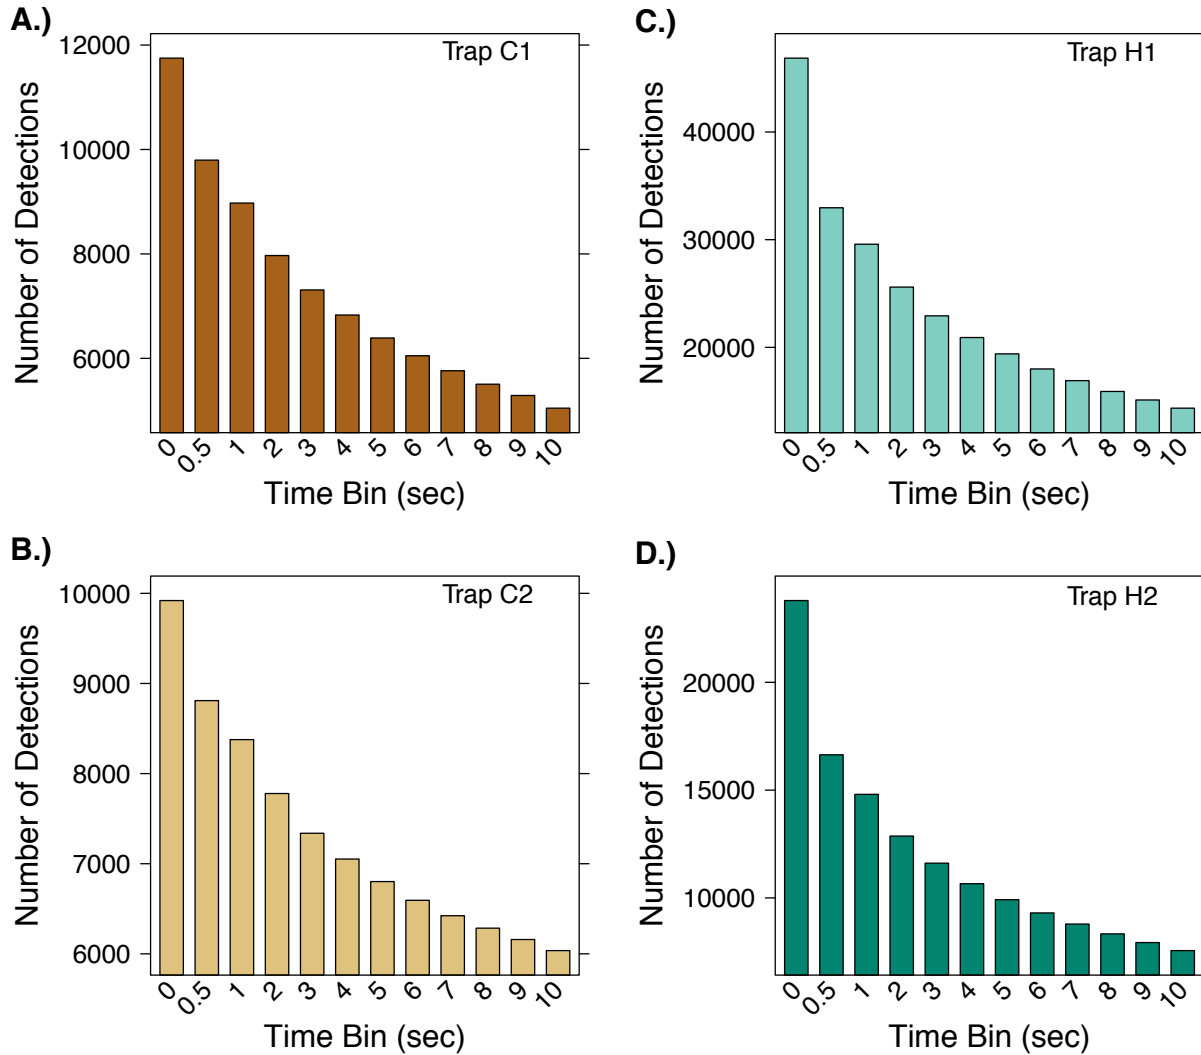 A.)
Trap C1
Number of Detections
12000
10000
8000
6000
0 0.5 1 2 3 4 5 6 7 8 9 10
Time Bin (sec)
C.)
Trap H1
Number of Detections
40000
30000
20000
0 0.5 1 2 3 4 5 6 7 8 9 10
Time Bin (sec)
B.)
Trap C2
Number of Detections
10000
9000
8000
7000
6000
0 0.5 1 2 3 4 5 6 7 8 9 10
Time Bin (sec)
D.)
Trap H2
Number of Detections
20000
15000
10000
0 0.5 1 2 3 4 5 6 7 8 9 10
Time Bin (sec)